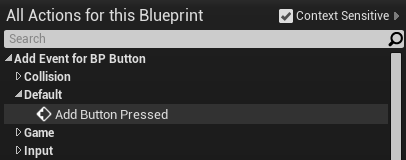 All Actions for this Blueprint Context Sensitive
Search
Add Event for BP Button
Collision
Default
Add Button Pressed
Game
Input